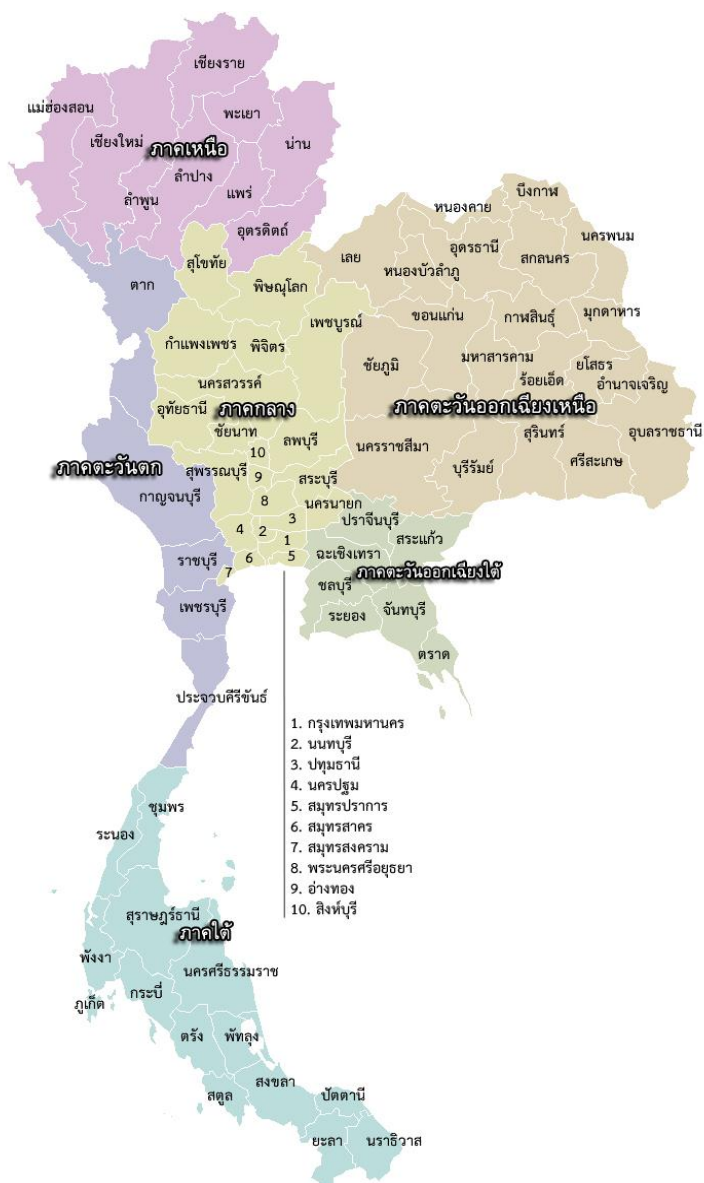 เชียงราย
แม่ฮ่องสอน
พะเยา
เชียงใหม่
ภาคเหนือ
น่าน
ลำปาง
ลำพูน
แพร่
อุตรดิตถ์
บึงกาฬ
หนองคาย
นครพนม
สุโขทัย
เลย
อุดรธานี
หนองบัวลำภู
สกลนคร
ตาก
พิษณุโลก
เพชบูรณ์
ขอนแก่น
กาฬสินธุ์
มุกดาหาร
กำแพงเพชร
พิจิตร
ชัยภูมิ
มหาสารคาม
ยโสธร
ร้อยเอ็ด
อำนาจเจริญ
นครสวรรค์
อุทัยธานี
ภาคกลาง
ภาคตะวันออกเฉียงเหนือ
ชัยนาท
ลพบุรี
นครราชสีมา
สุรินทร์
อุบลราชธานี
10
ภาคตะวันตก
สุพรรณบุรี
9
สระบุรี
บุรีรัมย์
ศรีสะเกษ
กาญจนบุรี
8
นครนายก
3
ปราจีนบุรี
4
2
1
สระแก้ว
5
6
7
ฉะเชิงเทรา
ราชบุรี
ภาคตะวันออกเฉียงใต้
ชลบุรี
เพชรบุรี
ระยอง
จันทบุรี
ตราด
ประจวบคีรีขันธ์
1. กรุงเทพมหานคร
2. นนทบุรี
3. ปทุมธานี
4. นครปฐม
5. สมุทรปราการ
6. สมุทรสาคร
7. สมุทรสงคราม
8. พระนครศรีอยุธยา
9. อ่างทอง
10. สิงห์บุรี
ชุมพร
ระนอง
สุราษฎร์ธานี
ภาคใต้
พังงา
นครศรีธรรมราช
ภูเก็ต
กระบี่
ตรัง
พัทลุง
สตูล
สงขลา
ปัตตานี
ยะลา
นราธิวาส